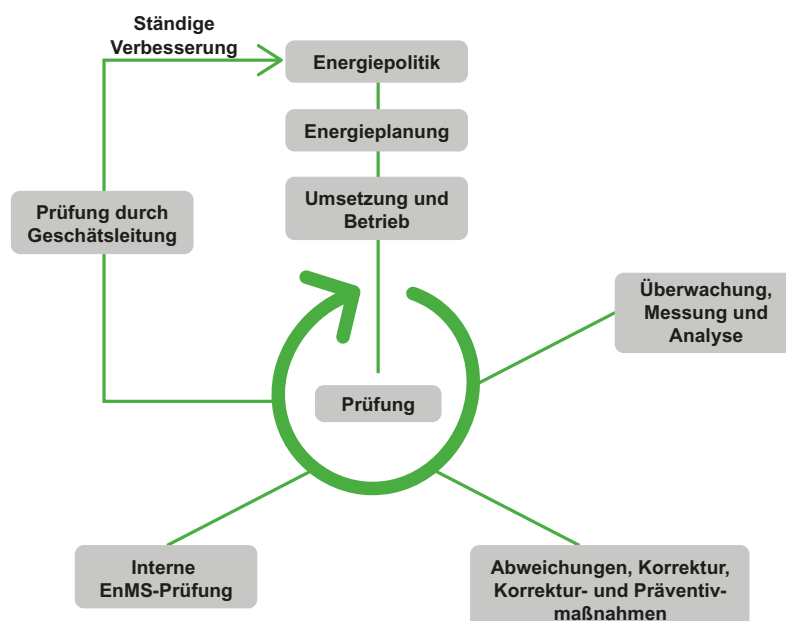 Ständige
Verbesserung
Energiepolitik
Energieplanung
Umsetzung und
Betrieb
Prüfung durch
Geschätsleitung
Überwachung,
Messung und
Analyse
Prüfung
Interne
EnMS-Prüfung
Abweichungen, Korrektur,
Korrektur- und Präventiv-
maßnahmen